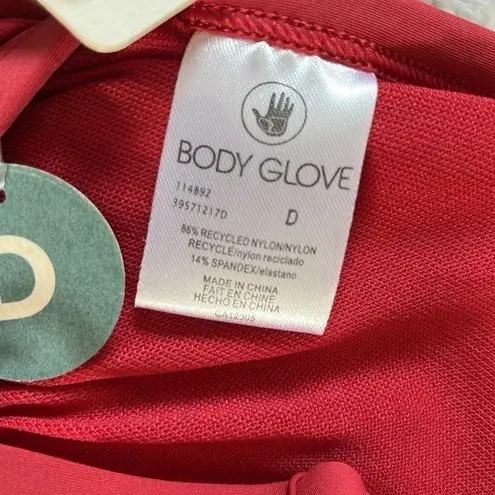 BODY GLOVE
114892
39571217D
D
86% RECYCLED NYLON/NYLON
RECYCLE/nylon reciclado
14% SPANDEX/elastano
MADE IN CHINA
FAIT EN CHINE
HECHO EN CHINA
D